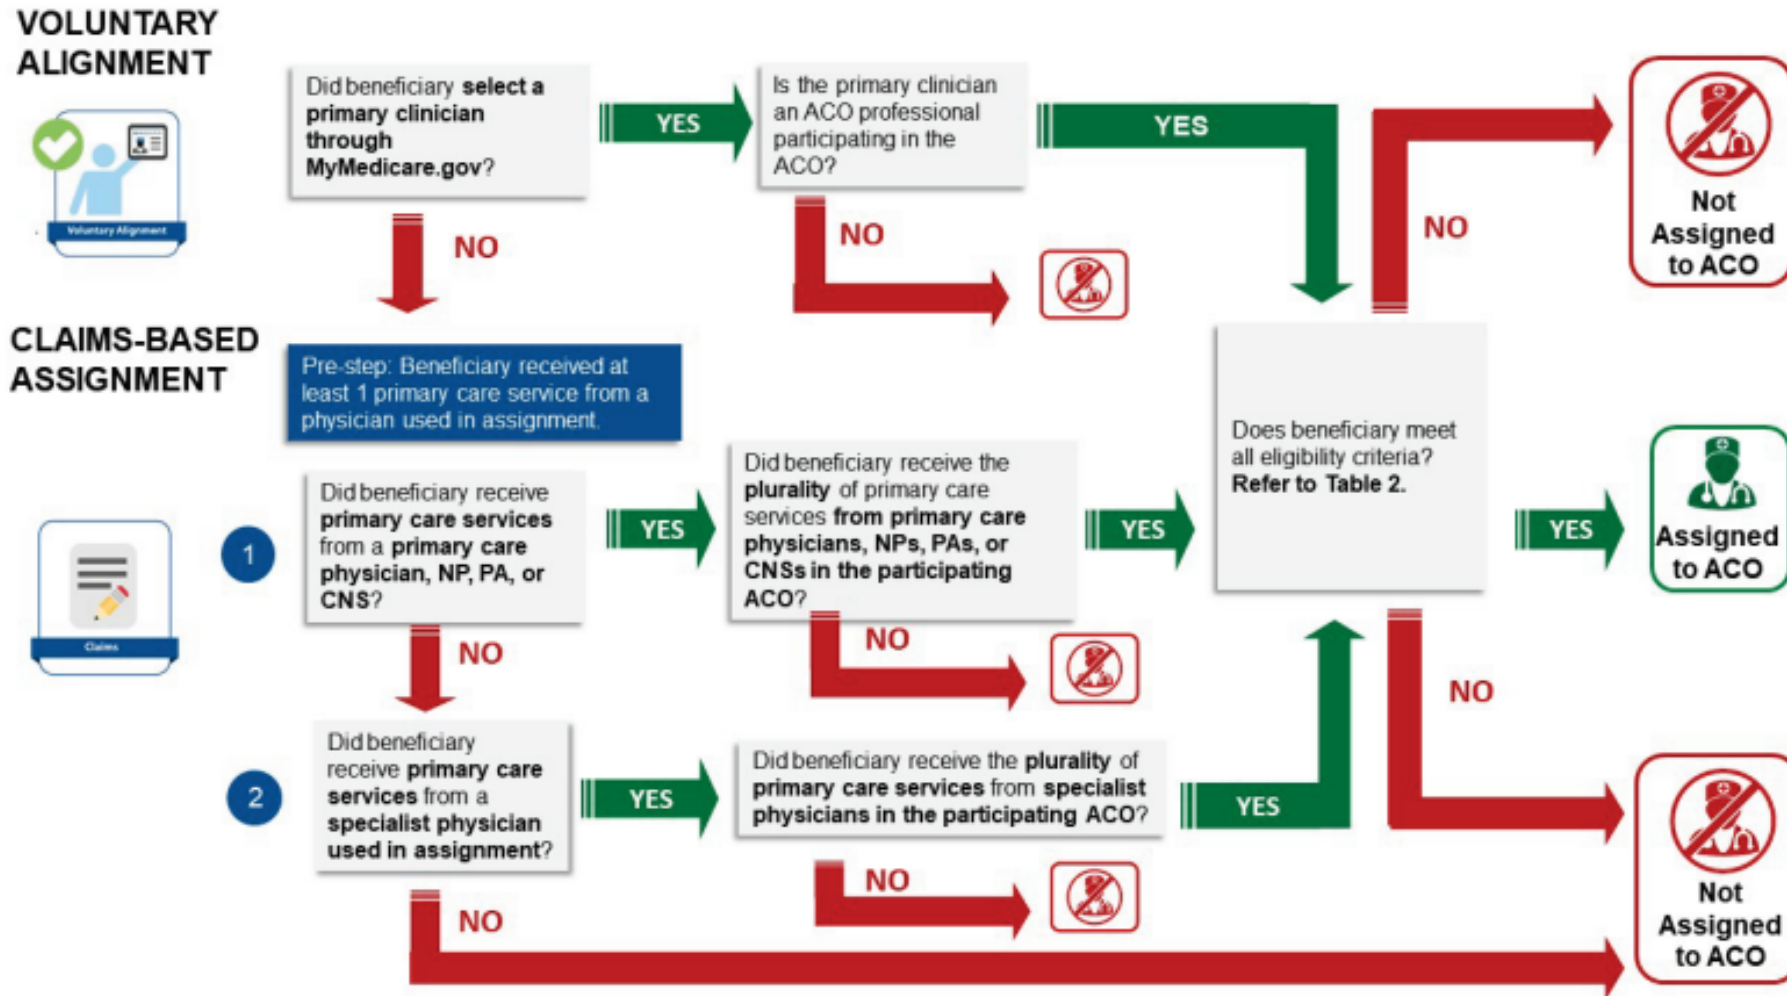 VOLUNTARY
ALIGNMENT
Voluntary Alignment
Did beneficiary select a
primary clinician
through
MyMedicare.gov?
YES
Is the primary clinician
an ACO professional
participating in the
ACO?
YES
NO
NO
NO
Not
Assigned
to ACO
CLAIMS-BASED
ASSIGNMENT
Pre-step: Beneficiary received at
least 1 primary care service from a
physician used in assignment.
Claims
1
Did beneficiary receive
primary care services
from a primary care
physician, NP, PA, or
CNS?
YES
Did beneficiary receive the
plurality of primary care
services from primary care
physicians, NPs, PAs, or
CNSs in the participating
ACO?
YES
Does beneficiary meet
all eligibility criteria?
Refer to Table 2.
YES
Assigned
to ACO
NO
NO
NO
2
Did beneficiary
receive primary care
services from a
specialist physician
used in assignment?
YES
Did beneficiary receive the plurality of
primary care services from specialist
physicians in the participating ACO?
YES
NO
NO
Not
Assigned
to ACO